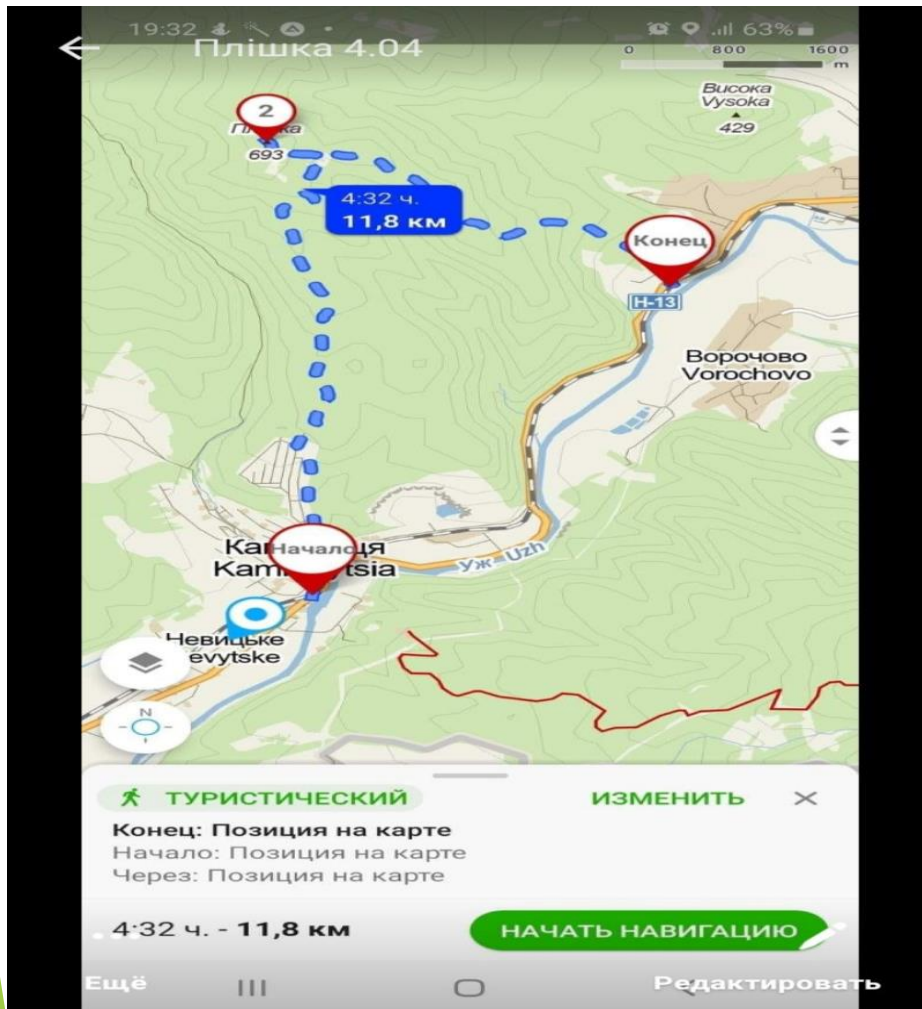 19:32 63%
Плішка 4.04
0 800 1600
m
Висока
Vysoka
429
2
693
4:32 ч.
11,8 км
Конец
H-13
Ворочово
Vorochovo
Начало
Уж Uzh
Невицьке
evytske
N
ТУРИСТИЧЕСКИЙ ИЗМЕНИТЬ
Конец: Позиция на карте
Начало: Позиция на карте
Через: Позиция на карте
4:32 ч. - 11,8 км НАЧАТЬ НАВИГАЦИЮ
Ещё Редактировать